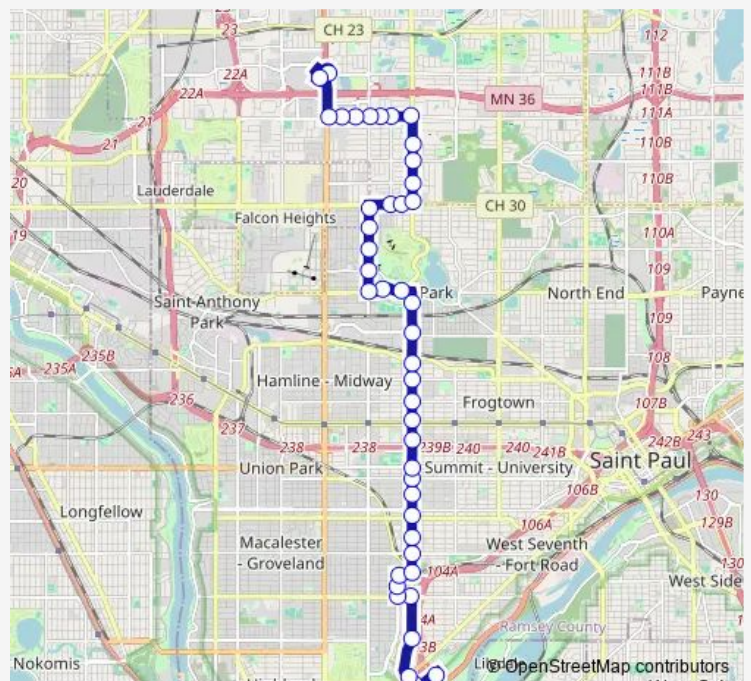 CH 23
23
23
112
22A
111B
111B
22A
MN 36
111A
21
21
110B
20
Lauderdale
110B
Falcon Heights
CH 30
19
110A
109
Saint Anthony
Park
Park
North End
Payne
109
235B
108
235A
236
Hamline - Midway
Frogtown
107B
237
238
238
239B
240
240
241B
242B
243
Union Park
Summit - University
Saint Paul
106B
130
Longfellow
106A
129B
Macalester
- Groveland
West Seventh
- Fort Road
104A
130
West Side
4A
Ramsey County
3B
Nokomis
© OpenStreetMap contributors